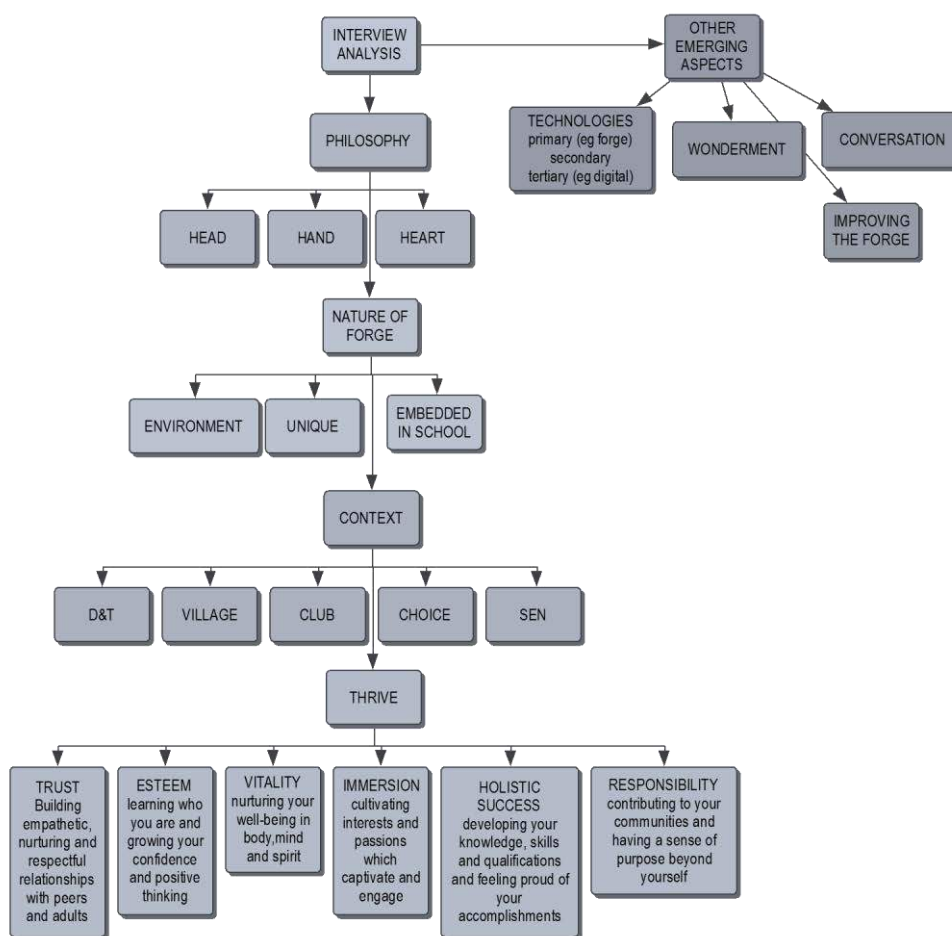 INTERVIEW
ANALYSIS
OTHER
EMERGING
ASPECTS
TECHNOLOGIES
primary (eg forge)
secondary
tertiary (eg digital)
WONDERMENT
CONVERSATION
IMPROVING
THE FORGE
PHILOSOPHY
HEAD
HAND
HEART
NATURE OF
FORGE
ENVIRONMENT
UNIQUE
EMBEDDED
IN SCHOOL
CONTEXT
D&T
VILLAGE
CLUB
CHOICE
SEN
THRIVE
TRUST
Building
empathetic,
nurturing and
respectful
relationships
with peers
and adults
ESTEEM
learning who
you are and
growing your
confidence
and positive
thinking
VITALITY
nurturing your
well-being in
body,mind
and spirit
IMMERSION
cultivating
interests and
passions
which
captivate and
engage
HOLISTIC
SUCCESS
developing your
knowledge, skills
and qualifications
and feeling proud of
your
accomplishments
RESPONSIBILITY
contributing to your
communities and
having a sense of
purpose beyond
yourself